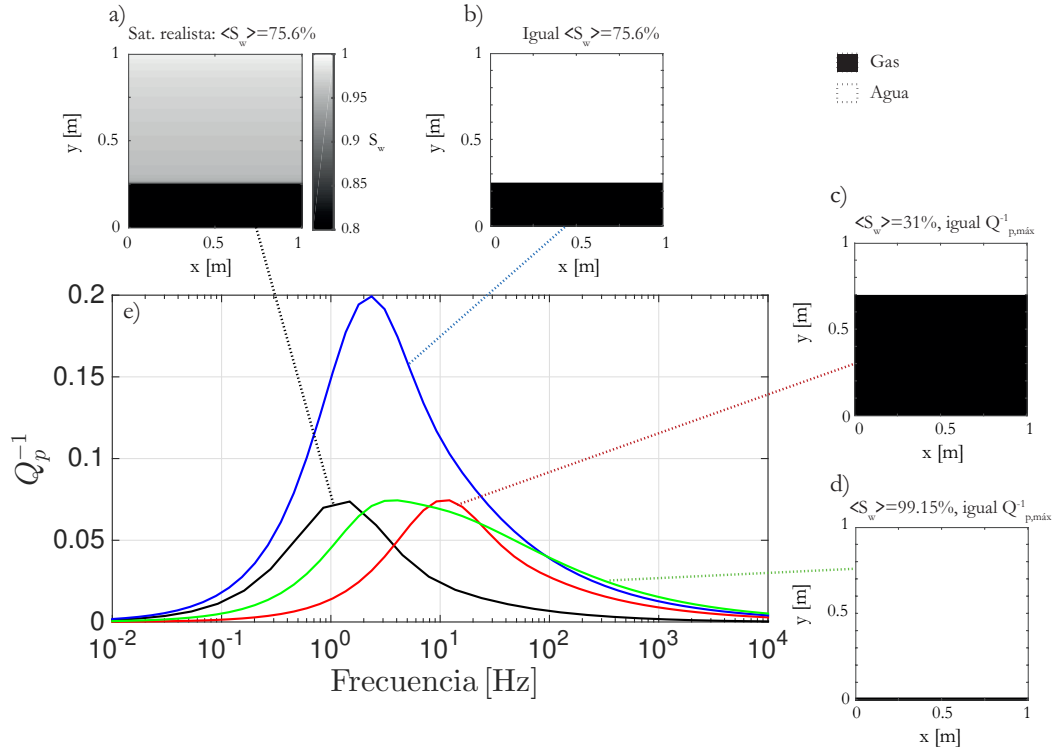 a)
Sat. realista: <S_w>=75.6%
1
0.5
0
y [m]
0
0.5
1
x [m]
1
0.95
0.9
0.85
0.8
S_w
b)
Igual <S_w>=75.6%
1
0.5
0
y [m]
0
0.5
1
x [m]
Gas
Agua
c)
<S_w>=31%, igual Q^{-1}_{p,máx}
1
0.5
0
y [m]
0
0.5
1
x [m]
d)
<S_w>=99.15%, igual Q^{-1}_{p,máx}
1
0.5
0
y [m]
0
0.5
1
x [m]
e)
0.2
0.15
0.1
0.05
0
Q_p^{-1}
10^{-2}
10^{-1}
10^0
10^1
10^2
10^3
10^4
Frecuencia [Hz]